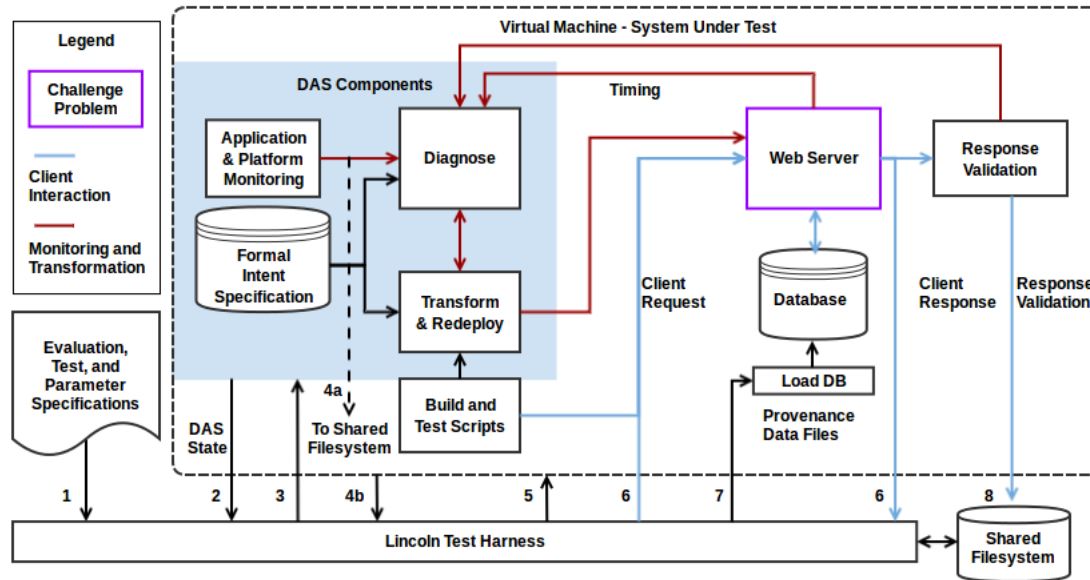 Virtual Machine - System Under Test
Legend
Challenge
Problem
Client
Interaction
Monitoring and
Transformation
DAS Components
Timing
Application
& Platform
Monitoring
Diagnose
Web Server
Response
Validation
Formal
Intent
Specification
Transform
& Redeploy
Client
Request
Database
Client
Response
Response
Validation
Evaluation,
Test, and
Parameter
Specifications
4a
Build and
Test Scripts
Load DB
DAS
State
To Shared
Filesystem
Provenance
Data Files
1
2
3
4b
5
6
7
6
8
Lincoln Test Harness
Shared
Filesystem